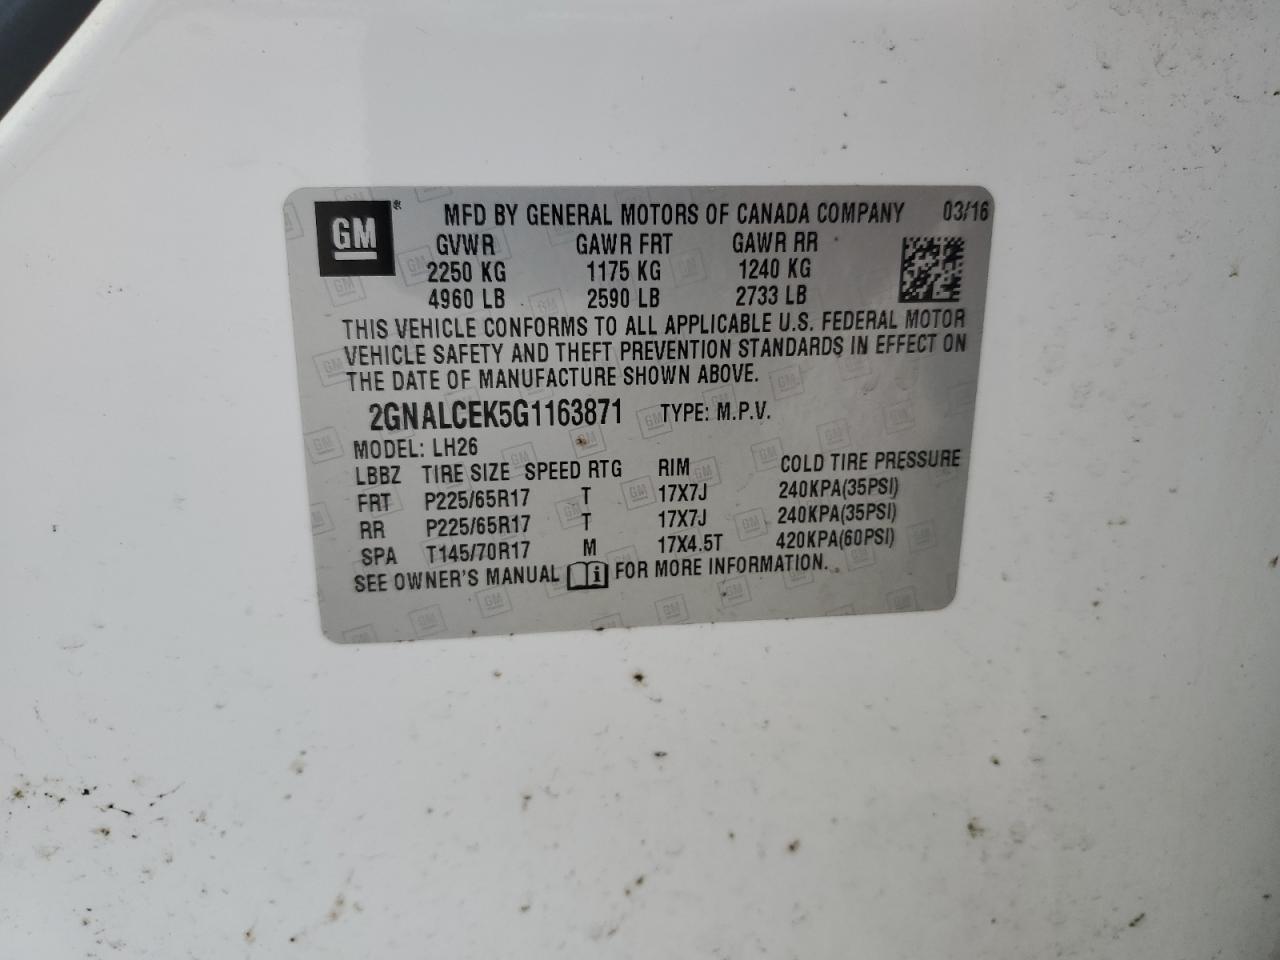 GM ® MFD BY GENERAL MOTORS OF CANADA COMPANY 03/16
GVWR GAWR FRT GAWR RR
2250 KG 1175 KG 1240 KG
4960 LB 2590 LB 2733 LB
THIS VEHICLE CONFORMS TO ALL APPLICABLE U.S. FEDERAL MOTOR
VEHICLE SAFETY AND THEFT PREVENTION STANDARDS IN EFFECT ON
THE DATE OF MANUFACTURE SHOWN ABOVE.
2GNALCEK5G1163871 TYPE: M.P.V.
MODEL: LH26
LBBZ TIRE SIZE SPEED RTG RIM COLD TIRE PRESSURE
FRT P225/65R17 T 17X7J 240KPA(35PSI)
RR P225/65R17 T 17X7J 240KPA(35PSI)
SPA T145/70R17 M 17X4.5T 420KPA(60PSI)
SEE OWNER'S MANUAL i FOR MORE INFORMATION.